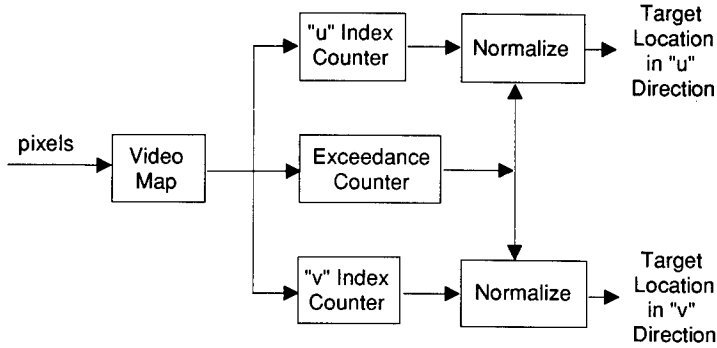 "u" Index
Counter
Normalize
Target
Location
in "u"
Direction
pixels
Video
Map
Exceedance
Counter
"v" Index
Counter
Normalize
Target
Location
in "v"
Direction